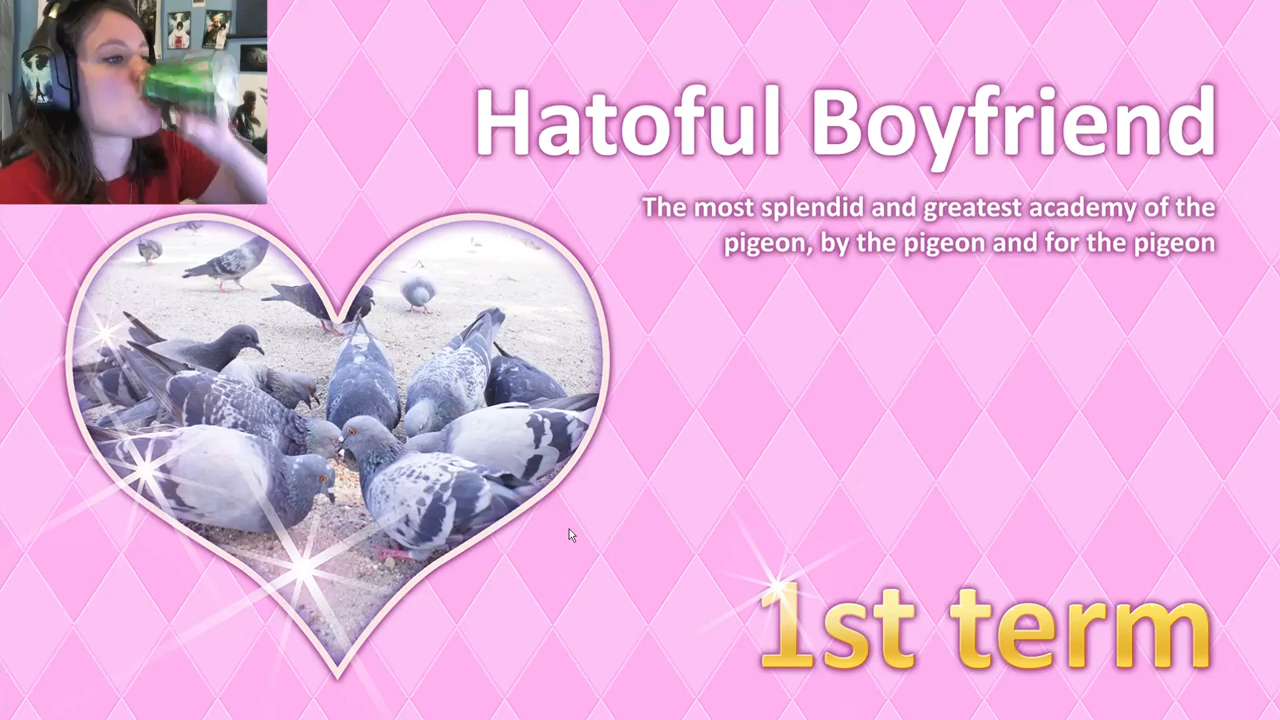 Hatoful Boyfriend
The most splendid and greatest academy of the
pigeon, by the pigeon and for the pigeon
1st term